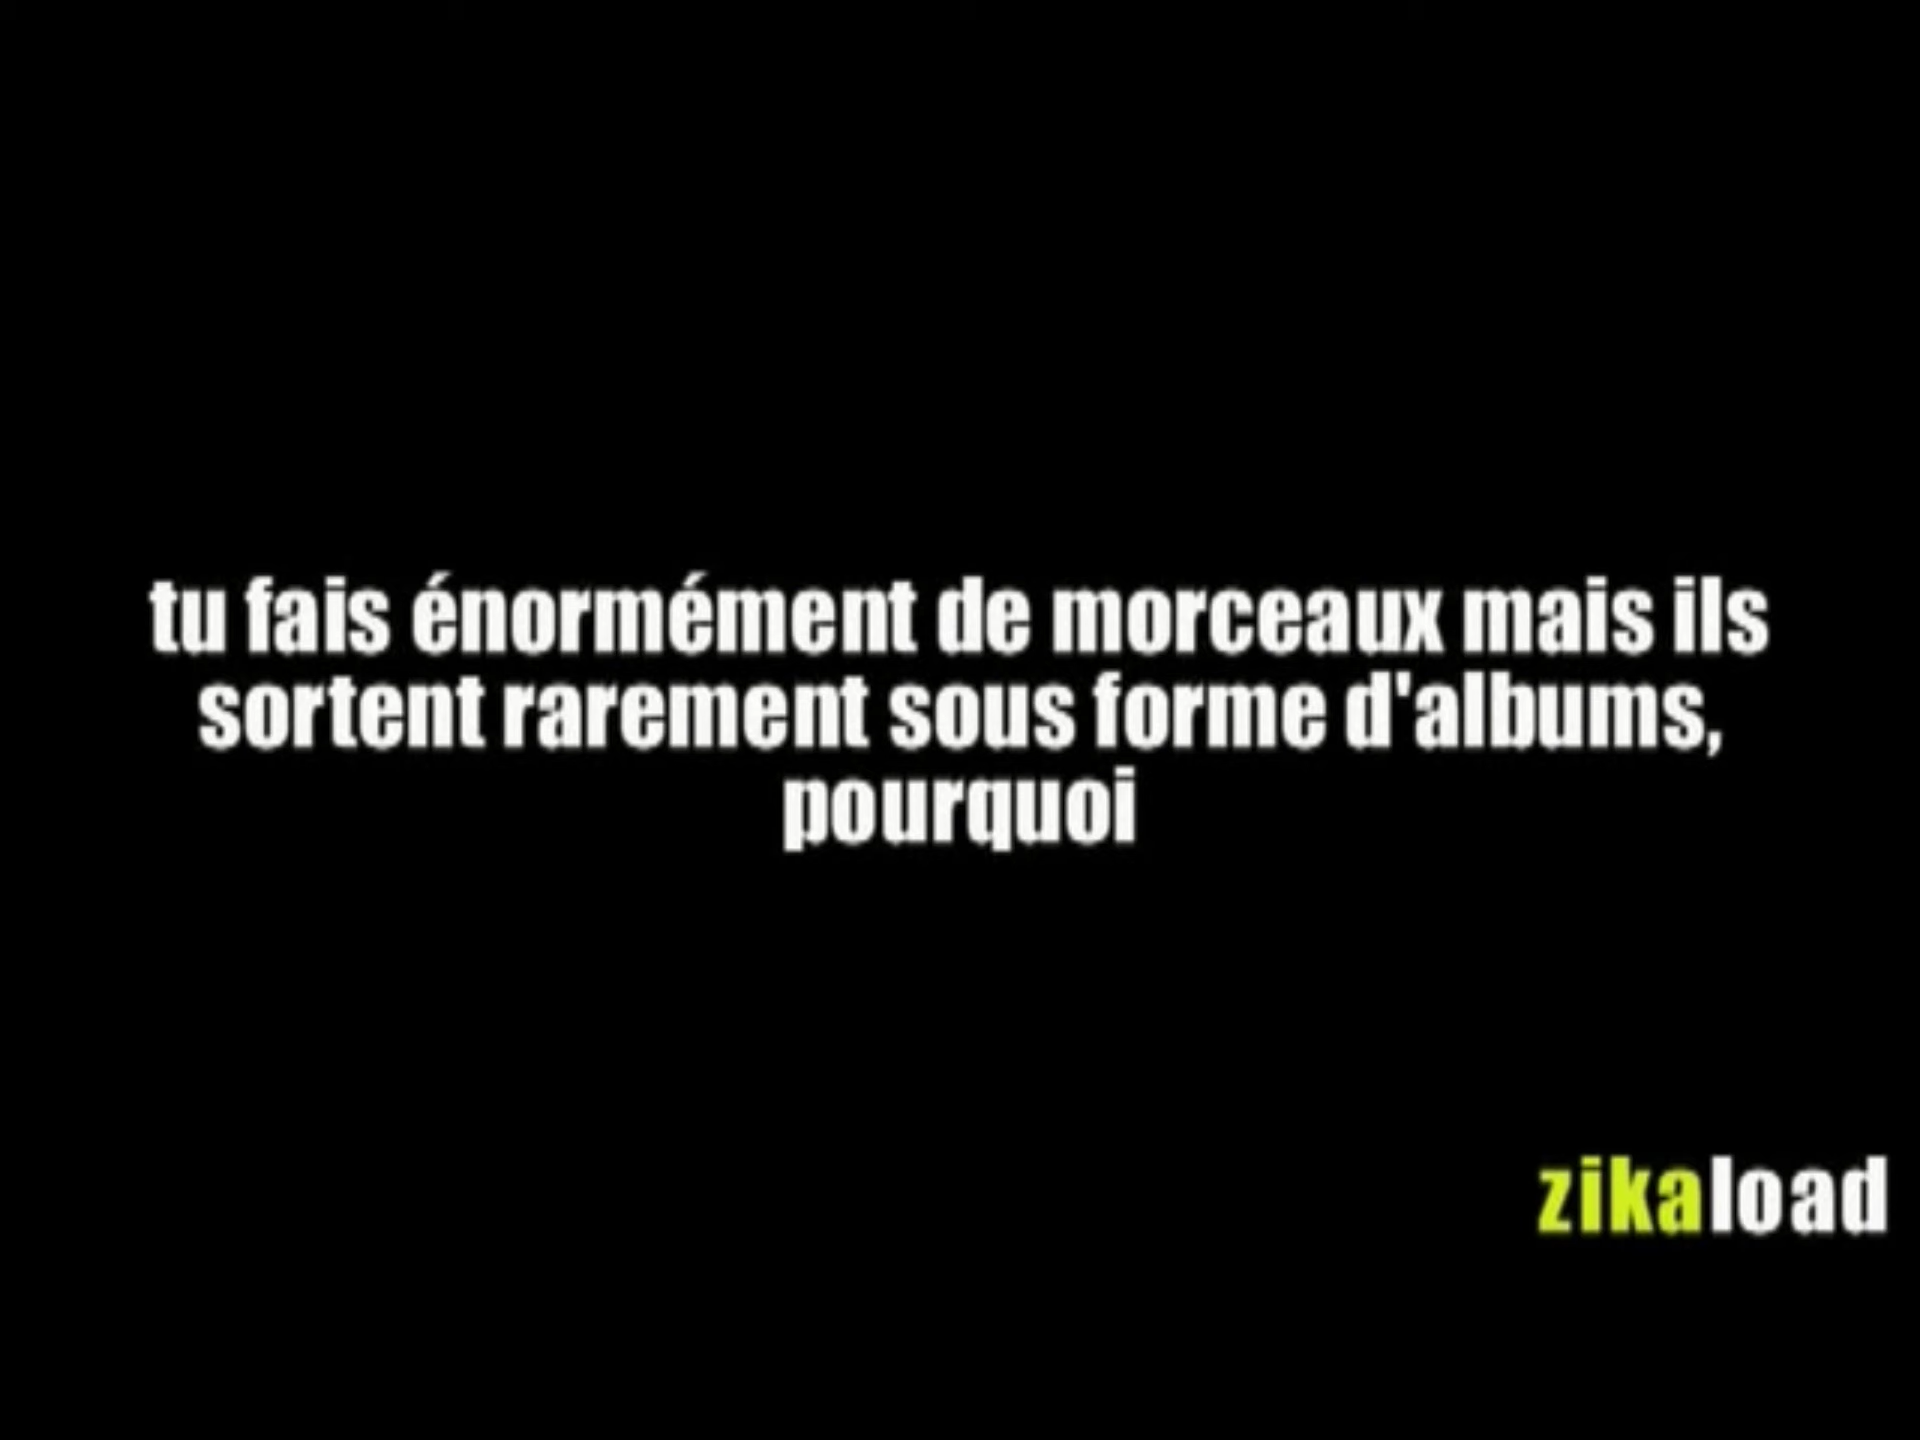 tu fais énormément de morceaux mais ils
sortent rarement sous forme d'albums,
pourquoi
zikaload